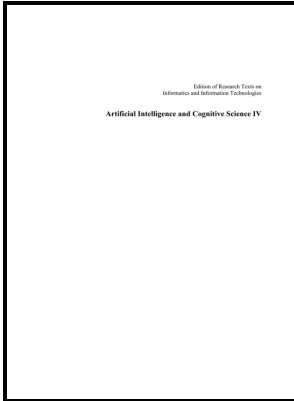 Edition of Research Texts on
Informatics and Information Technologies
Artificial Intelligence and Cognitive Science IV